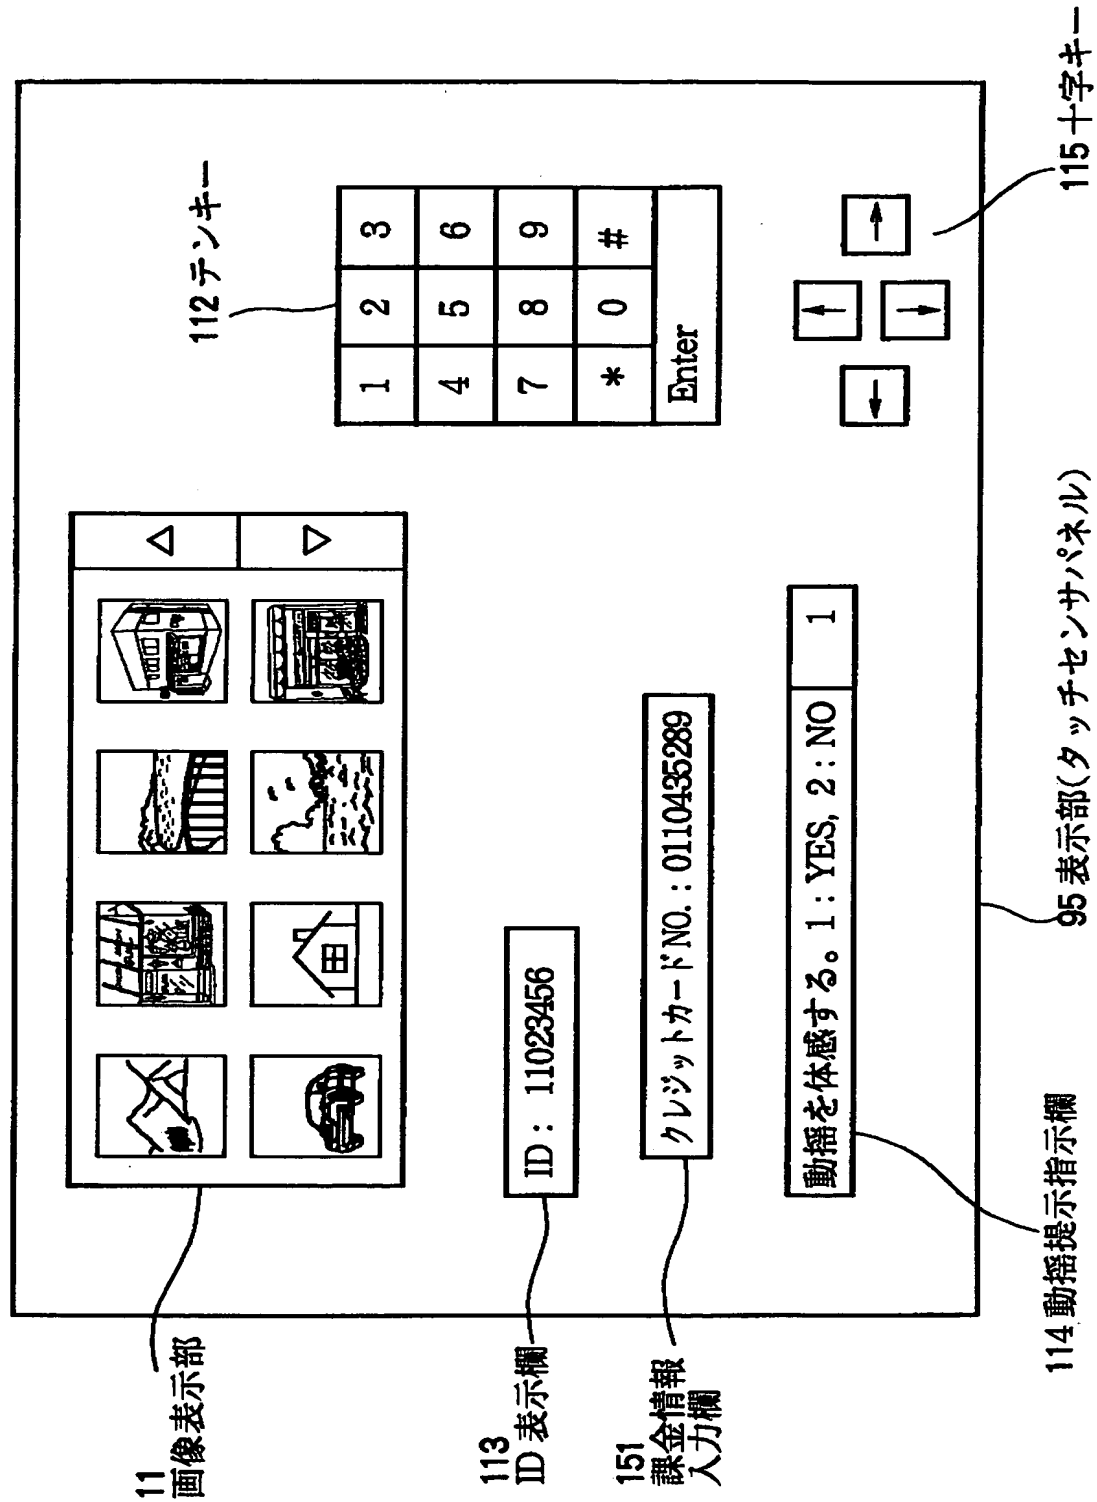 11
画像表示部
△
▽
112 テンキー
1 2 3
4 5 6
7 8 9
* 0 #
Enter
↑
← →
↓
115 十字キー
113
ID 表示欄
ID : 11023456
151
課金情報
入力欄
クレジットカードNO. : 0110435289
動揺を体感する。1 : YES, 2 : NO 1
114 動揺提示指示欄
95 表示部(タッチセンサパネル)